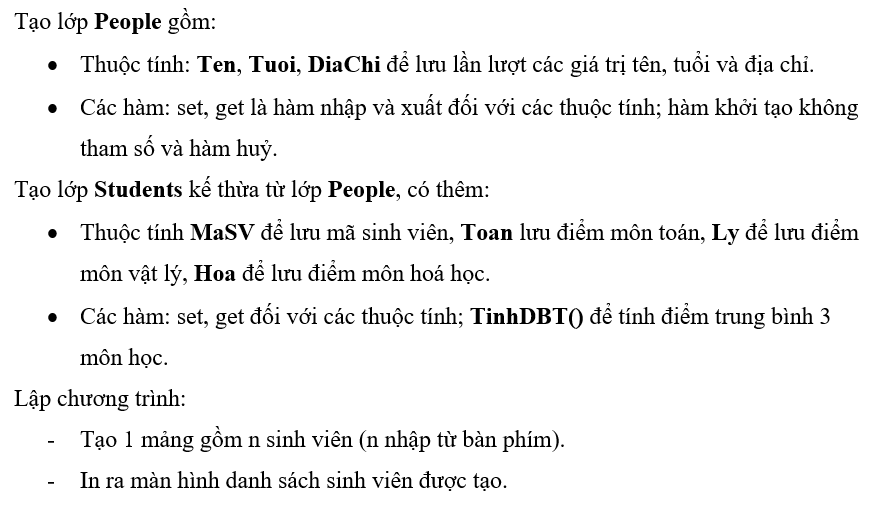 Tạo lớp People gồm:
• Thuộc tính: Ten, Tuoi, DiaChi để lưu lần lượt các giá trị tên, tuổi và địa chỉ.
• Các hàm: set, get là hàm nhập và xuất đối với các thuộc tính; hàm khởi tạo không
tham số và hàm huỷ.
Tạo lớp Students kế thừa từ lớp People, có thêm:
• Thuộc tính MaSV để lưu mã sinh viên, Toan lưu điểm môn toán, Ly để lưu điểm
môn vật lý, Hoa để lưu điểm môn hoá học.
• Các hàm: set, get đối với các thuộc tính; TinhDBT() để tính điểm trung bình 3
môn học.
Lập chương trình:
- Tạo 1 mảng gồm n sinh viên (n nhập từ bàn phím).
- In ra màn hình danh sách sinh viên được tạo.